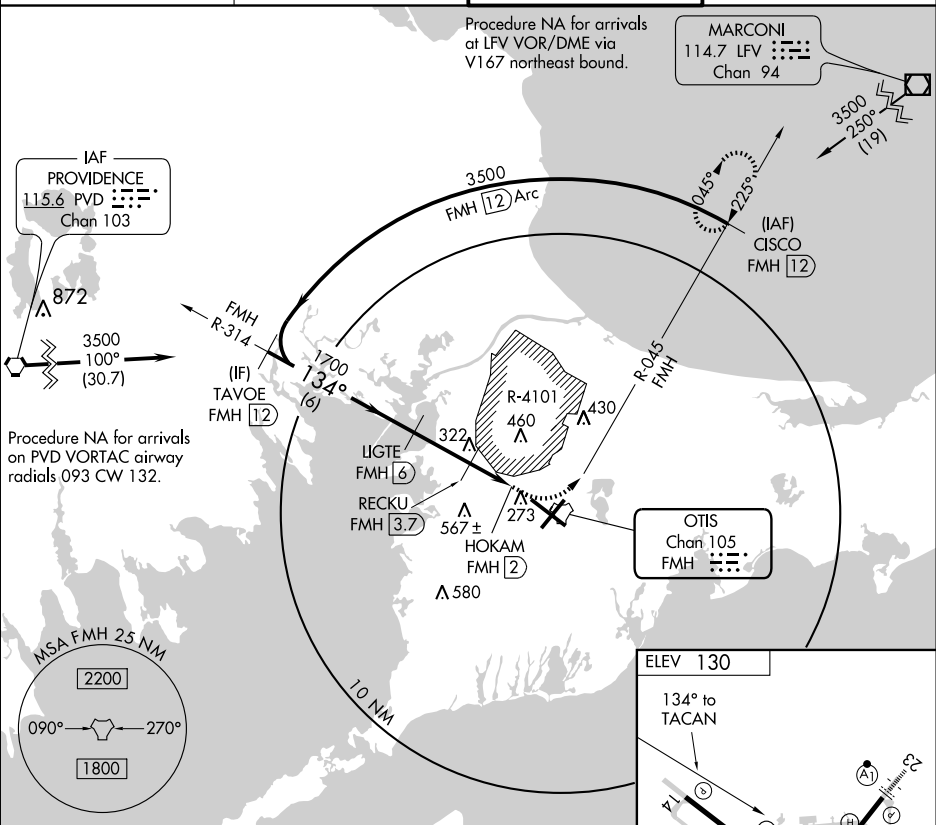 Procedure NA for arrivals
at LFV VOR/DME via
V167 northeast bound.
MARCONI
114.7 LFV
Chan 94
3500
250°
(19)
IAF
PROVIDENCE
115.6 PVD
Chan 103
872
3500
100°
(30.7)
Procedure NA for arrivals
on PVD VORTAC airway
radials 093 CW 132.
3500
FMH 12 Arc
045°
225°
(IAF)
CISCO
FMH 12
R-045
FMH
FMH
R-314
(IF)
TAVOE
FMH 12
1700
134°
(6)
R-4101
460
430
322
LIGTE
FMH 6
RECKU
FMH 3.7
567 ±
273
HOKAM
FMH 2
580
OTIS
Chan 105
FMH
10 NM
MSA FMH 25 NM
2200
090°
270°
1800
ELEV 130
134° to
TACAN
14
P
A1
23
P
H